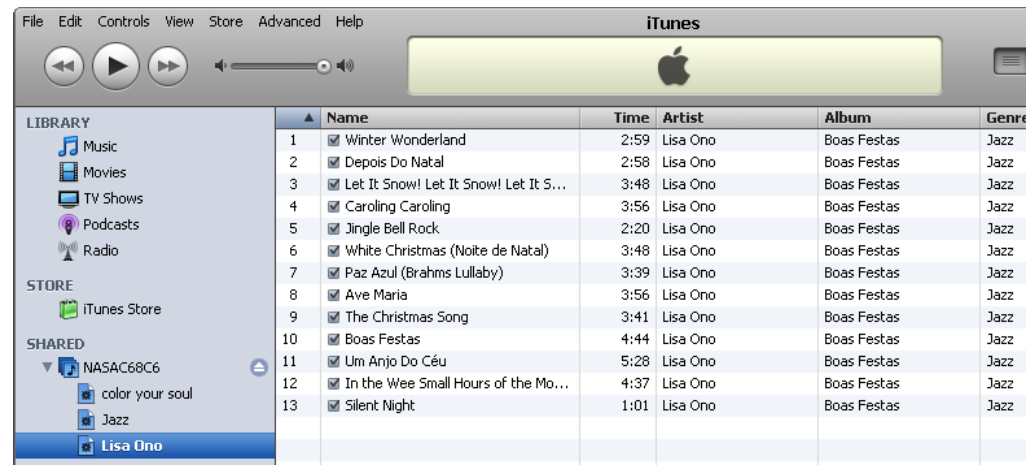 File Edit Controls View Store Advanced Help
iTunes
LIBRARY
Music
Movies
TV Shows
Podcasts
Radio
STORE
iTunes Store
SHARED
NASAC68C6
color your soul
Jazz
Lisa Ono
Name Time Artist Album Genre
1 Winter Wonderland 2:59 Lisa Ono Boas Festas Jazz
2 Depois Do Natal 2:58 Lisa Ono Boas Festas Jazz
3 Let It Snow! Let It Snow! Let It S... 3:48 Lisa Ono Boas Festas Jazz
4 Caroling Caroling 3:56 Lisa Ono Boas Festas Jazz
5 Jingle Bell Rock 2:20 Lisa Ono Boas Festas Jazz
6 White Christmas (Noite de Natal) 3:48 Lisa Ono Boas Festas Jazz
7 Paz Azul (Brahms Lullaby) 3:39 Lisa Ono Boas Festas Jazz
8 Ave Maria 3:56 Lisa Ono Boas Festas Jazz
9 The Christmas Song 3:41 Lisa Ono Boas Festas Jazz
10 Boas Festas 4:44 Lisa Ono Boas Festas Jazz
11 Um Anjo Do Céu 5:28 Lisa Ono Boas Festas Jazz
12 In the Wee Small Hours of the Mo... 4:37 Lisa Ono Boas Festas Jazz
13 Silent Night 1:01 Lisa Ono Boas Festas Jazz